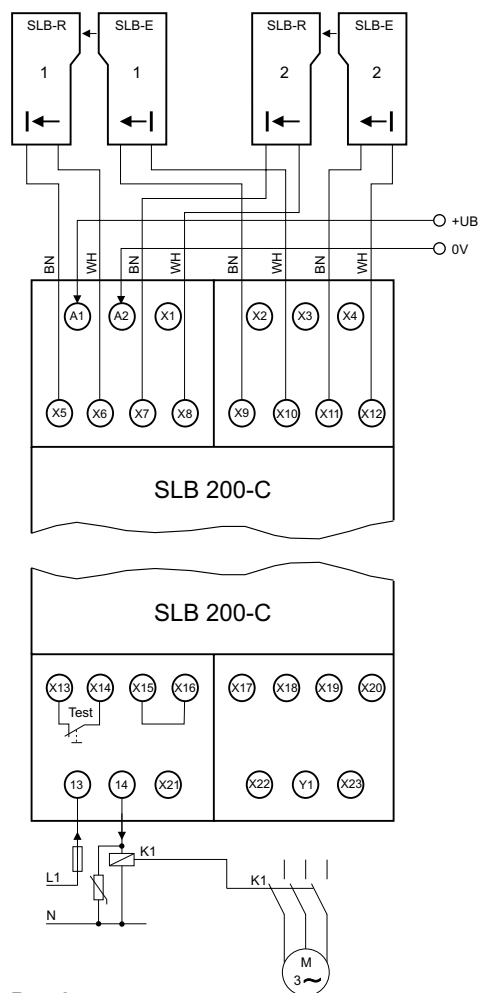 SLB-R SLB-E SLB-R SLB-E
1 1 2 2
+UB
0V
BN WH BN WH BN WH BN WH
A1 A2 X1 X2 X3 X4
X5 X6 X7 X8 X9 X10 X11 X12
SLB 200-C
SLB 200-C
X13 X14 X15 X16 X17 X18 X19 X20
Test
13 14 X21 X22 Y1 X23
K1
L1
K1
N
M
3~